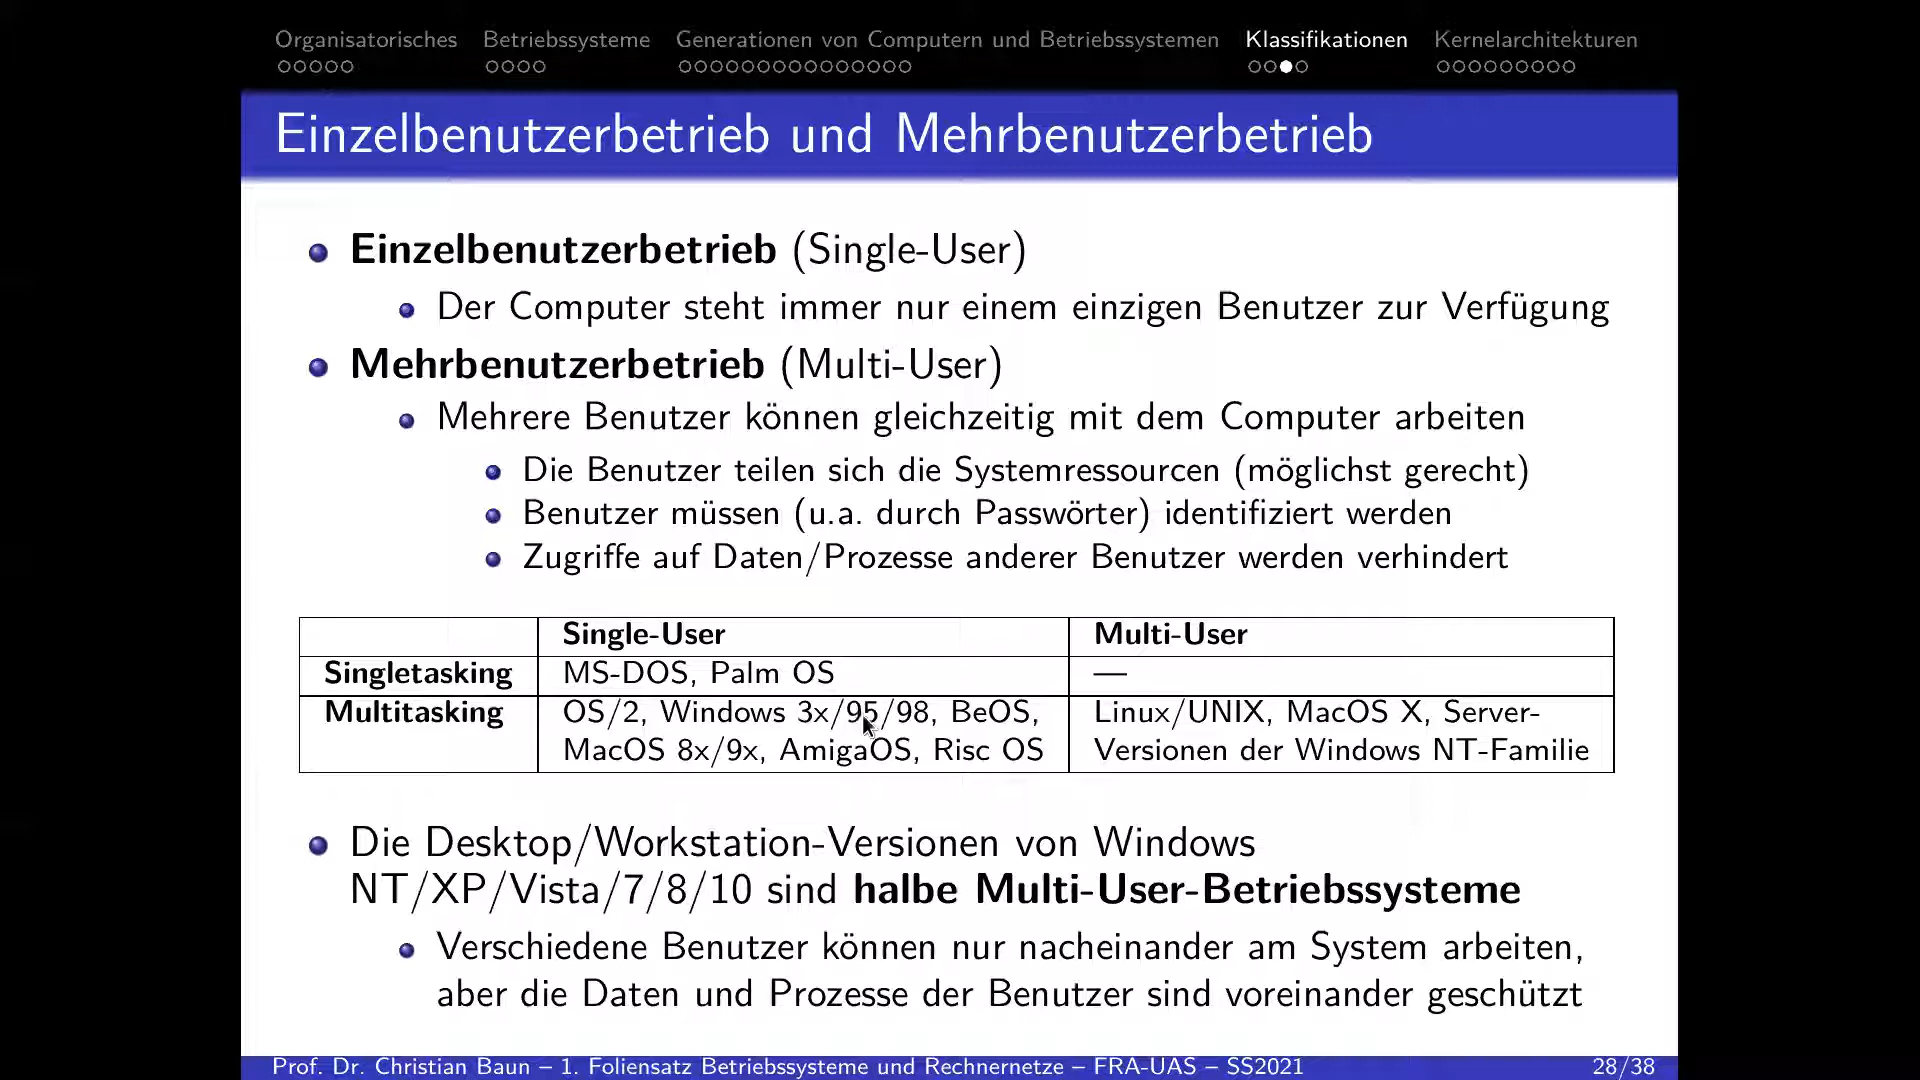 Organisatorisches Betriebssysteme Generationen von Computern und Betriebssystemen Klassifikationen Kernelarchitekturen
Einzelbenutzerbetrieb und Mehrbenutzerbetrieb
Einzelbenutzerbetrieb (Single-User)
Der Computer steht immer nur einem einzigen Benutzer zur Verfügung
Mehrbenutzerbetrieb (Multi-User)
Mehrere Benutzer können gleichzeitig mit dem Computer arbeiten
Die Benutzer teilen sich die Systemressourcen (möglichst gerecht)
Benutzer müssen (u.a. durch Passwörter) identifiziert werden
Zugriffe auf Daten/Prozesse anderer Benutzer werden verhindert
Single-User Multi-User
Singletasking MS-DOS, Palm OS —
Multitasking OS/2, Windows 3x/95/98, BeOS, Linux/UNIX, MacOS X, Server-
MacOS 8x/9x, AmigaOS, Risc OS Versionen der Windows NT-Familie
Die Desktop/Workstation-Versionen von Windows
NT/XP/Vista/7/8/10 sind halbe Multi-User-Betriebssysteme
Verschiedene Benutzer können nur nacheinander am System arbeiten,
aber die Daten und Prozesse der Benutzer sind voreinander geschützt
Prof. Dr. Christian Baun – 1. Foliensatz Betriebssysteme und Rechnernetze – FRA-UAS – SS2021 28/38